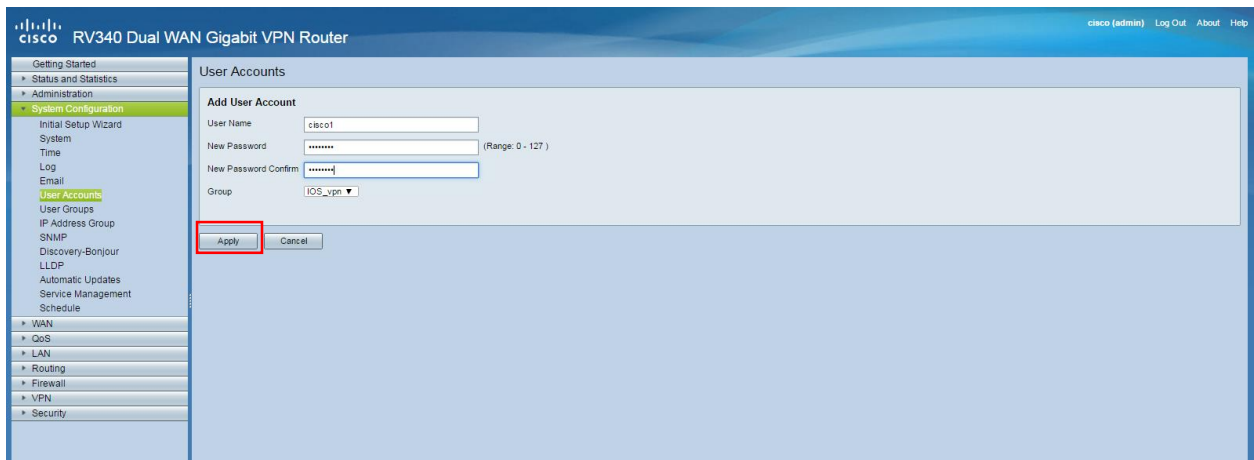 cisco RV340 Dual WAN Gigabit VPN Router
cisco (admin) Log Out About Help
Getting Started
Status and Statistics
Administration
System Configuration
Initial Setup Wizard
System
Time
Log
Email
User Accounts
User Groups
IP Address Group
SNMP
Discovery-Bonjour
LLDP
Automatic Updates
Service Management
Schedule
WAN
QoS
LAN
Routing
Firewall
VPN
Security
User Accounts
Add User Account
User Name cisco1
New Password •••••••• (Range: 0 - 127 )
New Password Confirm ••••••••
Group IOS_vpn
Apply Cancel